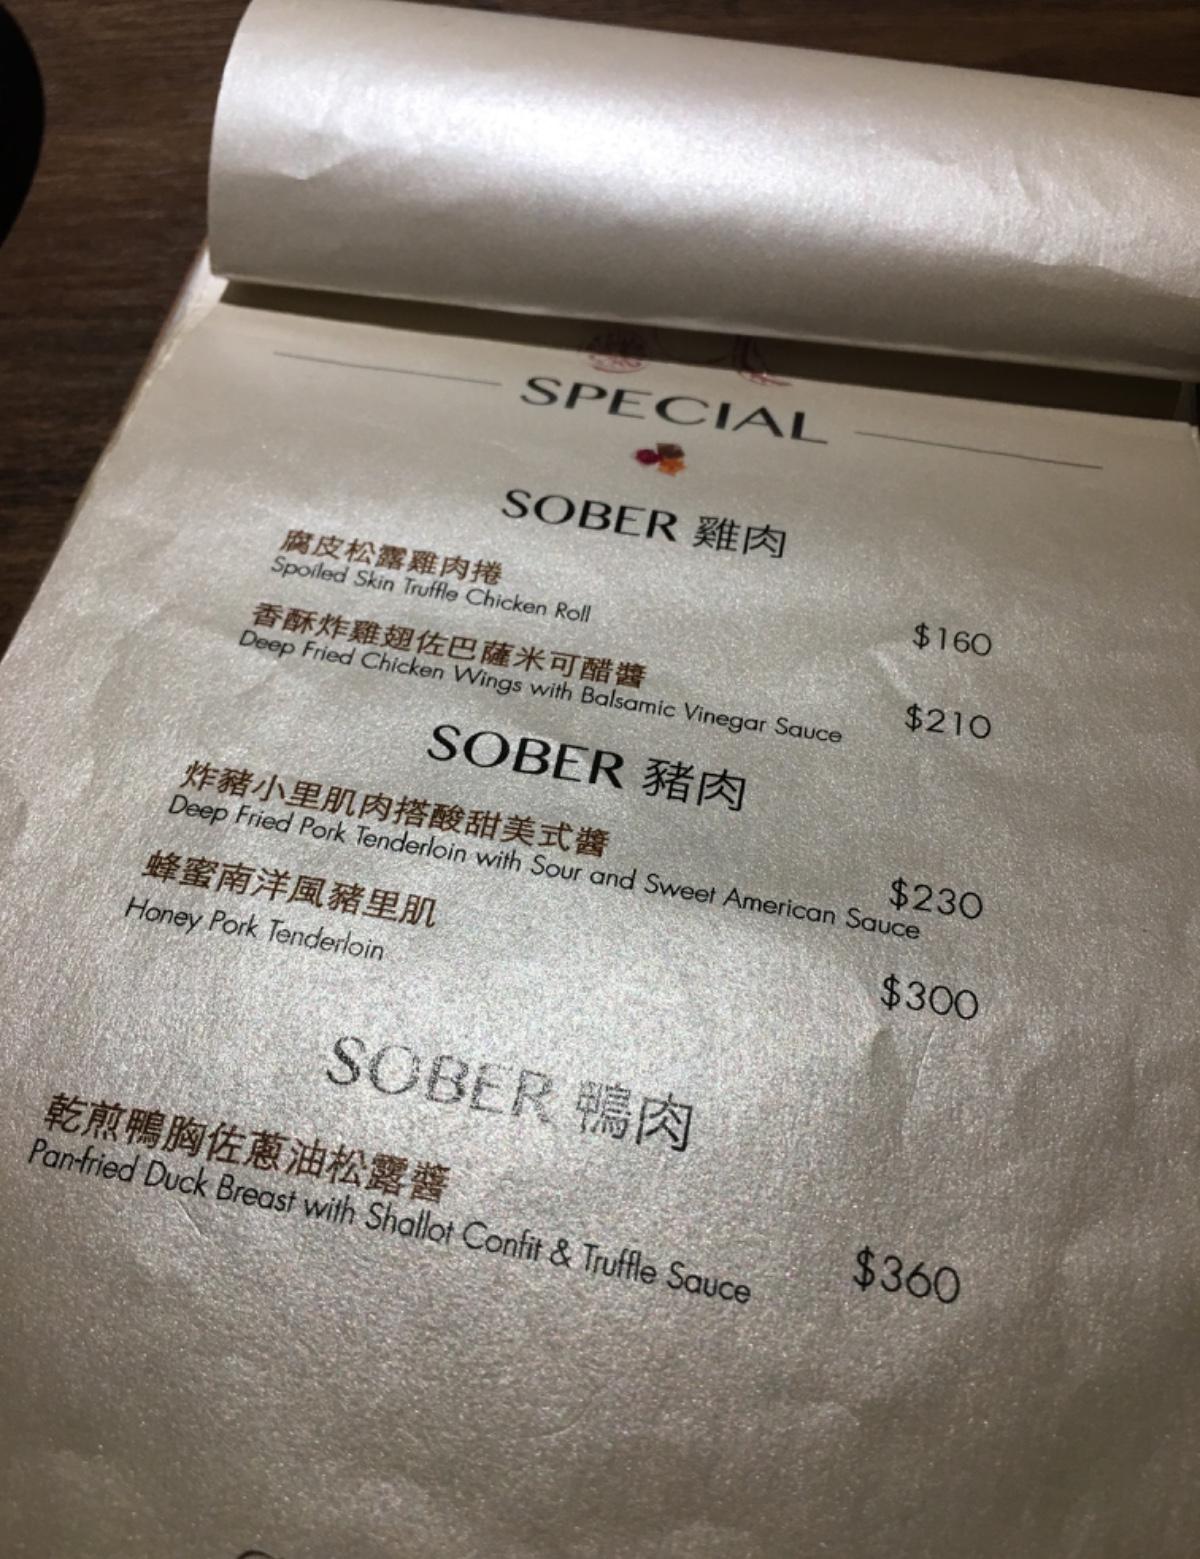 SPECIAL
SOBER 雞肉
腐皮松露雞肉捲
Spoiled Skin Truffle Chicken Roll
$160
香酥炸雞翅佐巴薩米可醋醬
Deep Fried Chicken Wings with Balsamic Vinegar Sauce
$210
SOBER 豬肉
炸豬小里肌肉搭酸甜美式醬
Deep Fried Pork Tenderloin with Sour and Sweet American Sauce
$230
蜂蜜南洋風豬里肌
Honey Pork Tenderloin
$300
SOBER 鴨肉
乾煎鴨胸佐蔥油松露醬
Pan-fried Duck Breast with Shallot Confit & Truffle Sauce
$360